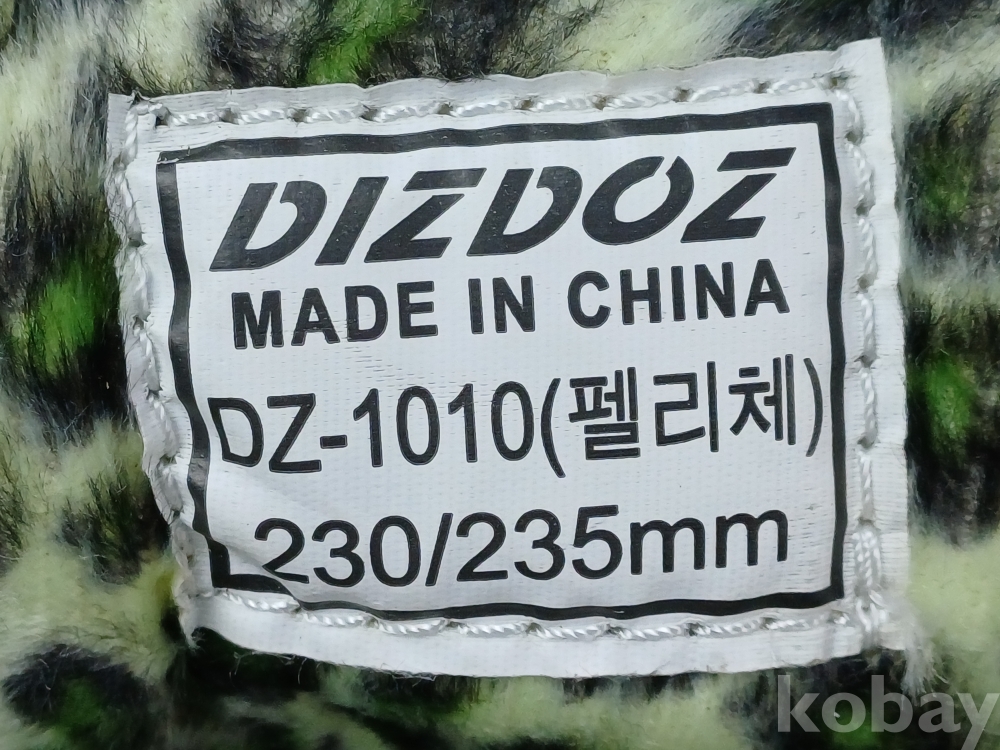 DIZDOZ
MADE IN CHINA
DZ-1010(펠리체)
230/235mm
kobay